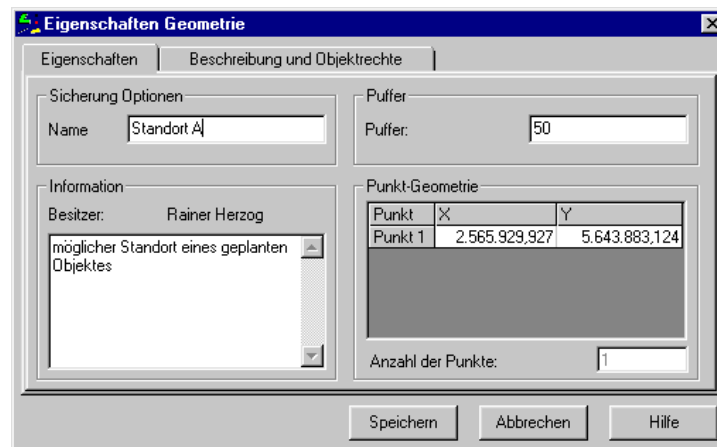 Eigenschaften Geometrie
Eigenschaften
Beschreibung und Objektrechte
Sicherung Optionen
Name Standort A
Puffer
Puffer: 50
Information
Besitzer: Rainer Herzog
möglicher Standort eines geplanten
Objektes
Punkt-Geometrie
Punkt X Y
Punkt 1 2.565.929,927 5.643.883,124
Anzahl der Punkte: 1
Speichern Abbrechen Hilfe